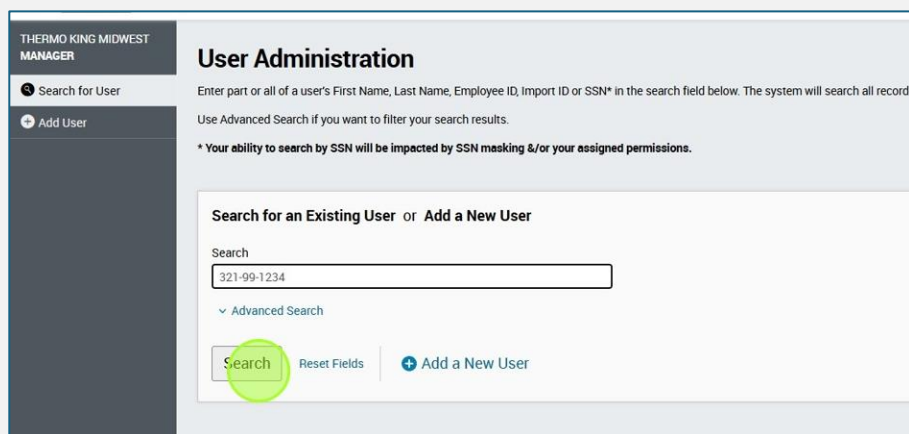 THERMO KING MIDWEST
MANAGER
Search for User
Add User
User Administration
Enter part or all of a user's First Name, Last Name, Employee ID, Import ID or SSN* in the search field below. The system will search all record
Use Advanced Search if you want to filter your search results.
* Your ability to search by SSN will be impacted by SSN masking &/or your assigned permissions.
Search for an Existing User or Add a New User
Search
321-99-1234
Advanced Search
Search Reset Fields Add a New User